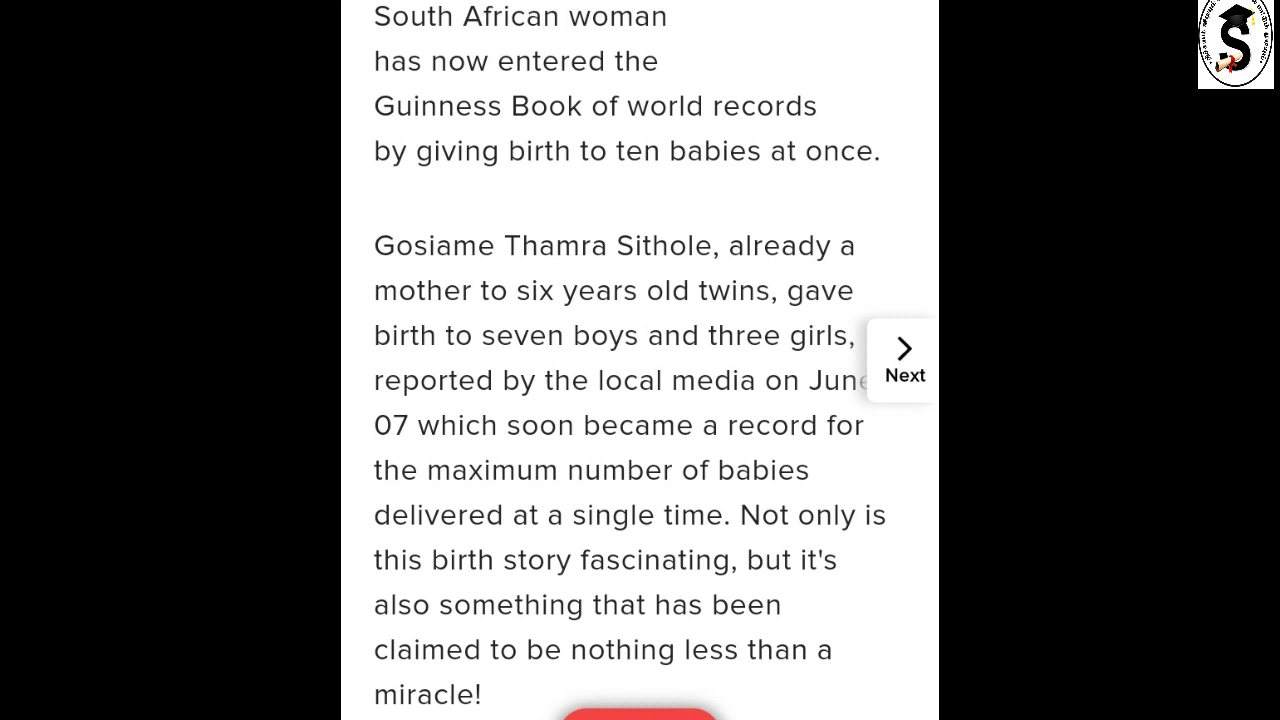 South African woman
has now entered the
Guinness Book of world records
by giving birth to ten babies at once.
Gosiame Thamra Sithole, already a
mother to six years old twins, gave
birth to seven boys and three girls,
reported by the local media on June
07 which soon became a record for
the maximum number of babies
delivered at a single time. Not only is
this birth story fascinating, but it's
also something that has been
claimed to be nothing less than a
miracle!
Next
S